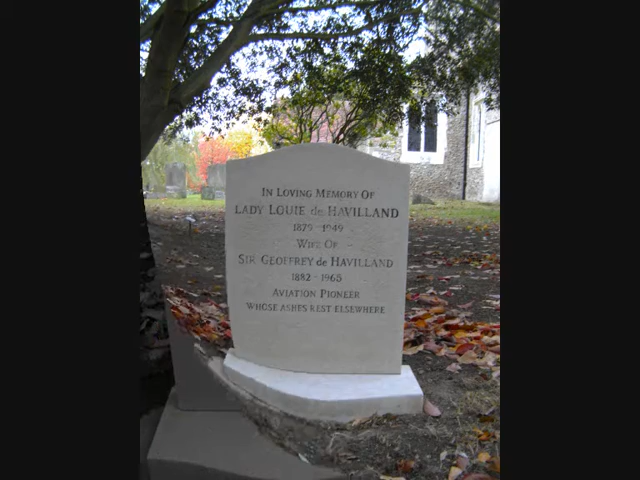 IN LOVING MEMORY OF
LADY LOUIE de HAVILLAND
1879 - 1949
WIFE OF
SIR GEOFFREY de HAVILLAND
1882 - 1965
AVIATION PIONEER
WHOSE ASHES REST ELSEWHERE